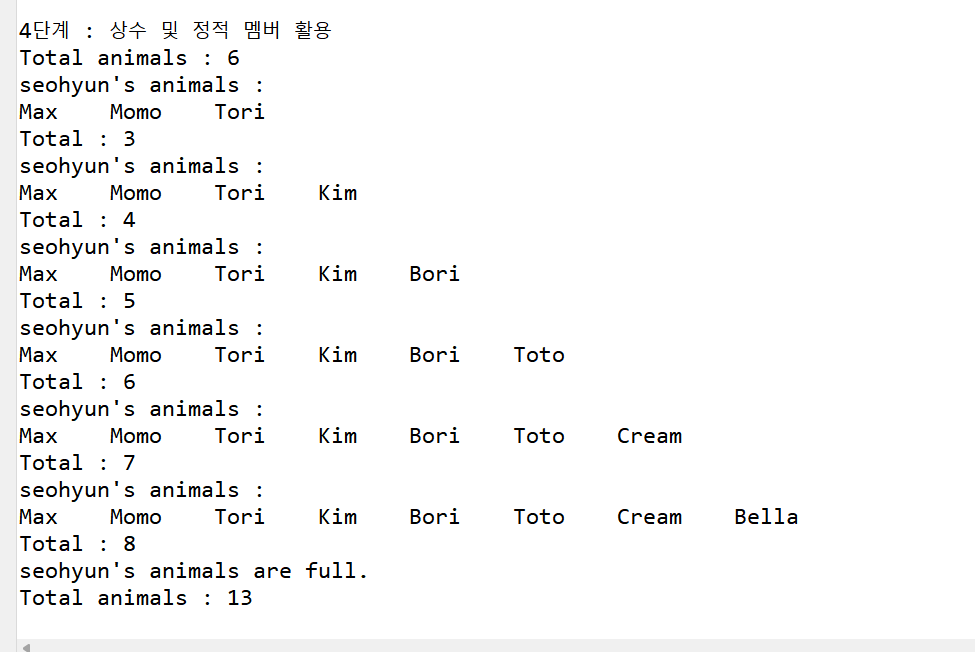 4단계 : 상수 및 정적 멤버 활용
Total animals : 6
seohyun's animals :
Max    Momo    Tori
Total : 3
seohyun's animals :
Max    Momo    Tori    Kim
Total : 4
seohyun's animals :
Max    Momo    Tori    Kim    Bori
Total : 5
seohyun's animals :
Max    Momo    Tori    Kim    Bori    Toto
Total : 6
seohyun's animals :
Max    Momo    Tori    Kim    Bori    Toto    Cream
Total : 7
seohyun's animals :
Max    Momo    Tori    Kim    Bori    Toto    Cream    Bella
Total : 8
seohyun's animals are full.
Total animals : 13